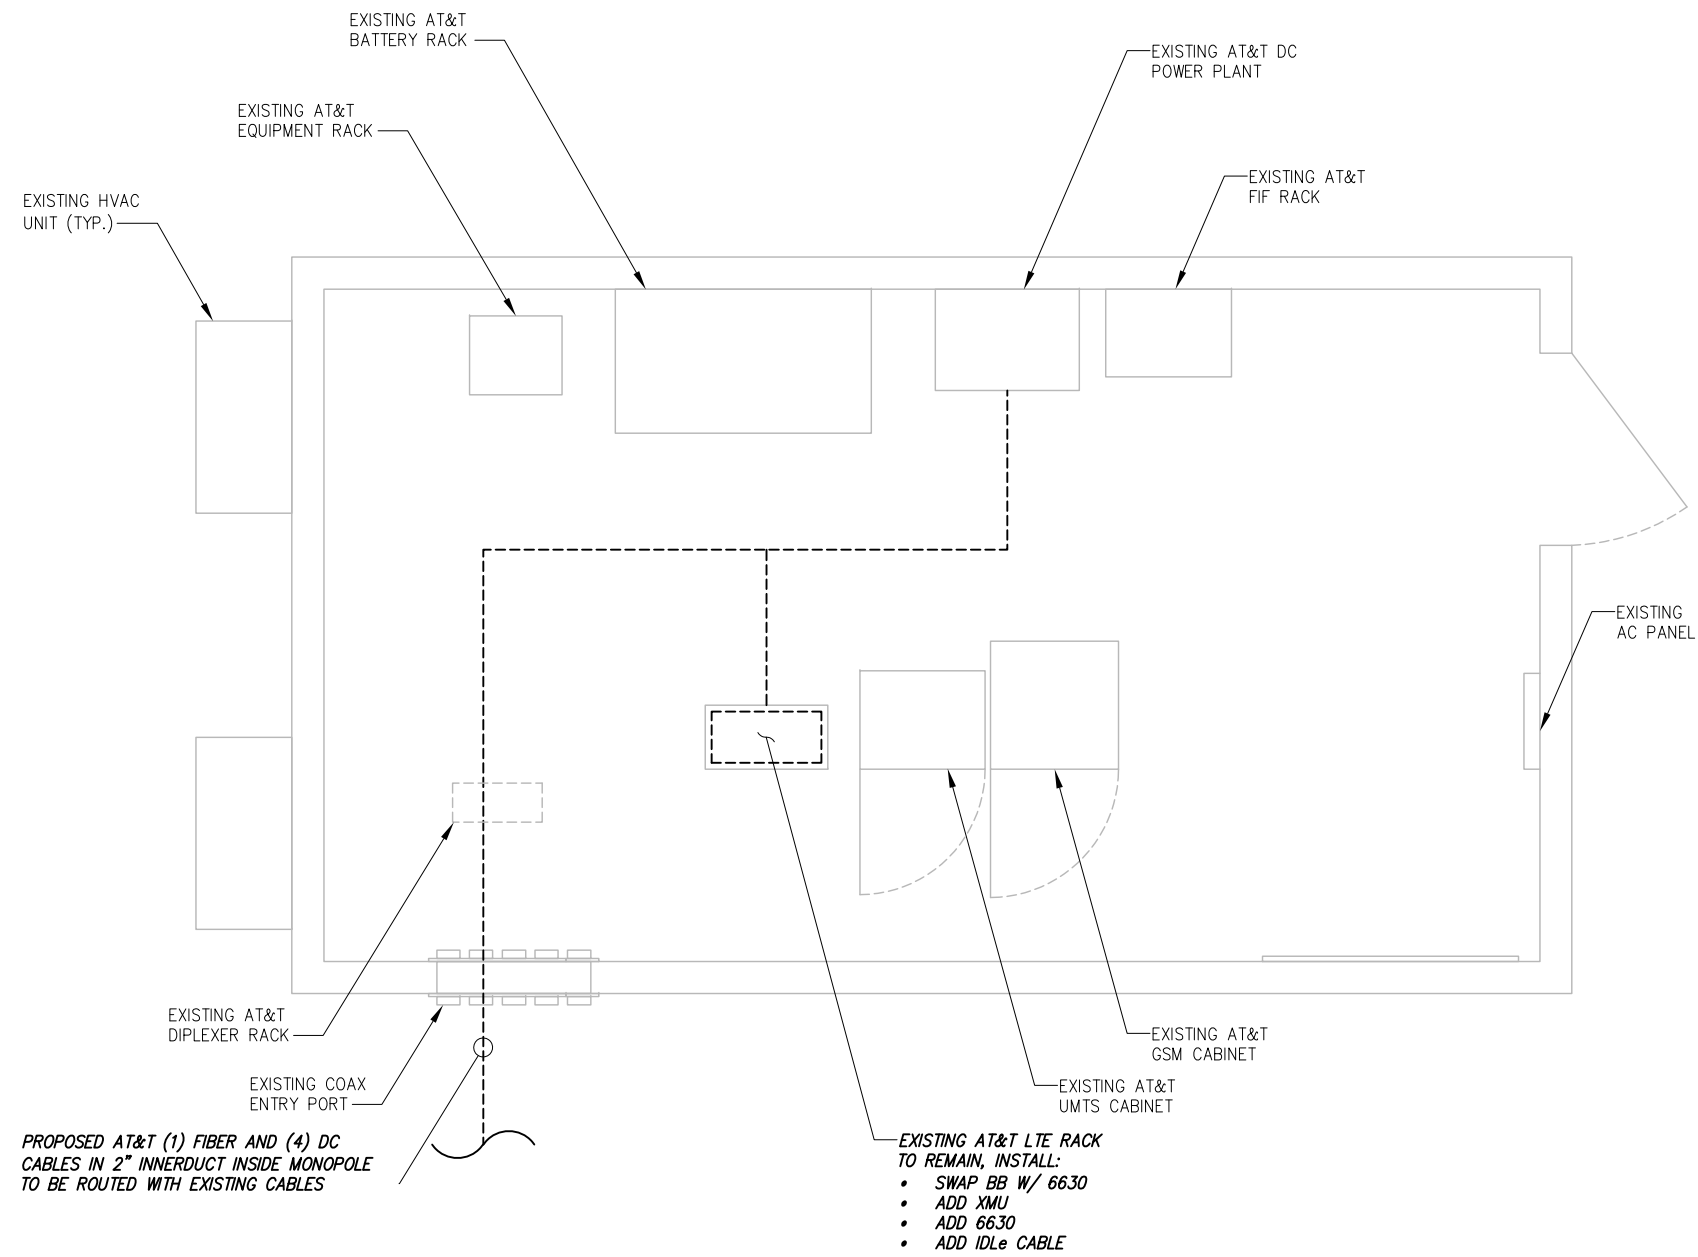 EXISTING AT&T
BATTERY RACK
EXISTING AT&T DC
POWER PLANT
EXISTING AT&T
EQUIPMENT RACK
EXISTING AT&T
FIF RACK
EXISTING HVAC
UNIT (TYP.)
EXISTING
AC PANEL
EXISTING AT&T
DIPLEXER RACK
EXISTING AT&T
GSM CABINET
EXISTING COAX
ENTRY PORT
EXISTING AT&T
UMTS CABINET
PROPOSED AT&T (1) FIBER AND (4) DC
CABLES IN 2" INNERDUCT INSIDE MONOPOLE
TO BE ROUTED WITH EXISTING CABLES
EXISTING AT&T LTE RACK
TO REMAIN, INSTALL:
• SWAP BB W/ 6630
• ADD XMU
• ADD 6630
• ADD IDLe CABLE